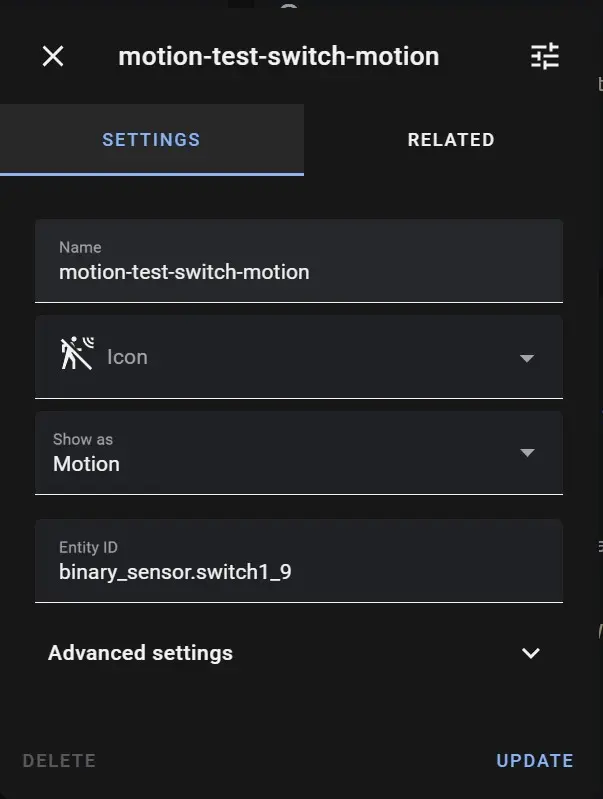 motion-test-switch-motion
SETTINGS
RELATED
Name
motion-test-switch-motion
Icon
Show as
Motion
Entity ID
binary_sensor.switch1_9
Advanced settings
DELETE
UPDATE